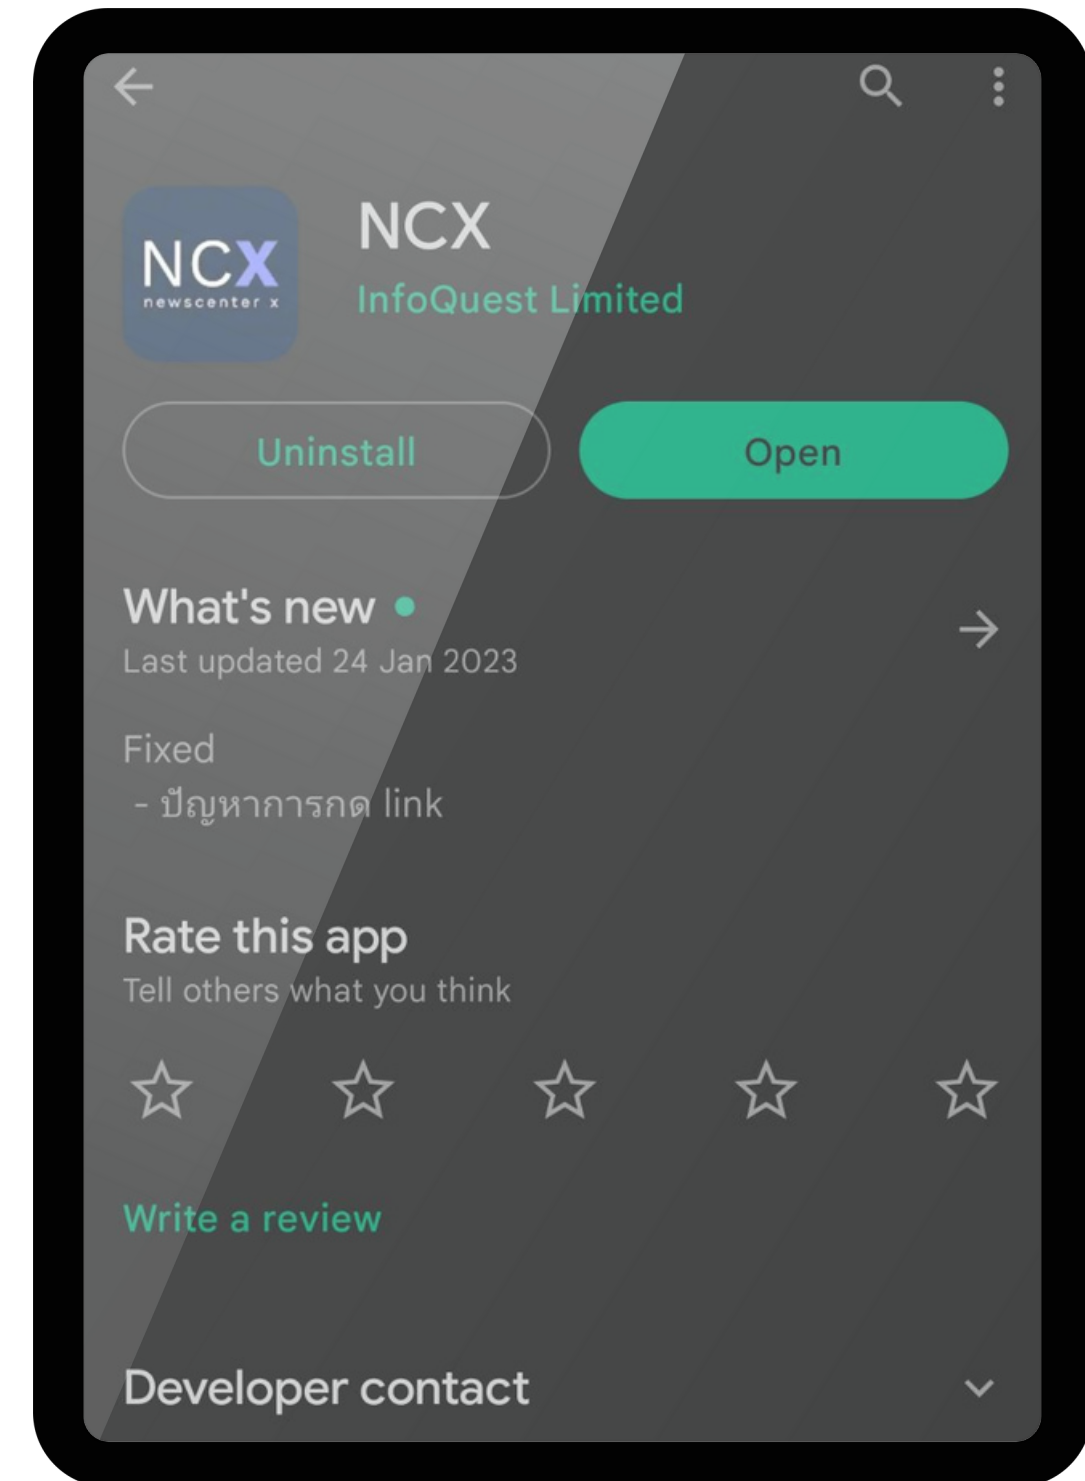 NCX
newscenter x
NCX
InfoQuest Limited
Uninstall
Open
What's new
Last updated 24 Jan 2023
Fixed
- ปัญหาการกด link
Rate this app
Tell others what you think
Write a review
Developer contact